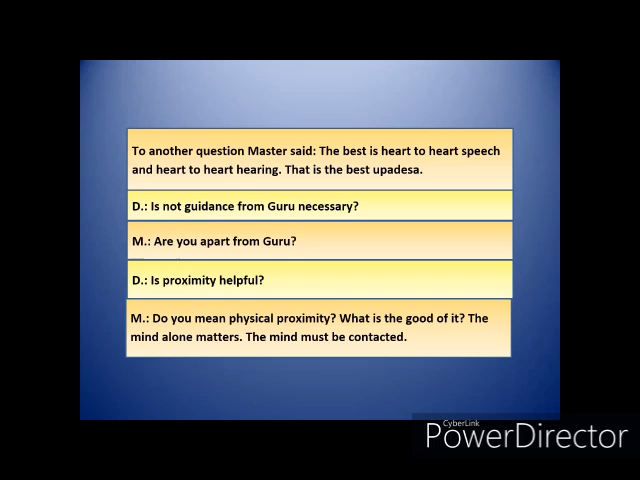 To another question Master said: The best is heart to heart speech
and heart to heart hearing. That is the best upadesa.
D.: Is not guidance from Guru necessary?
M.: Are you apart from Guru?
D.: Is proximity helpful?
M.: Do you mean physical proximity? What is the good of it? The
mind alone matters. The mind must be contacted.
CyberLink
PowerDirector